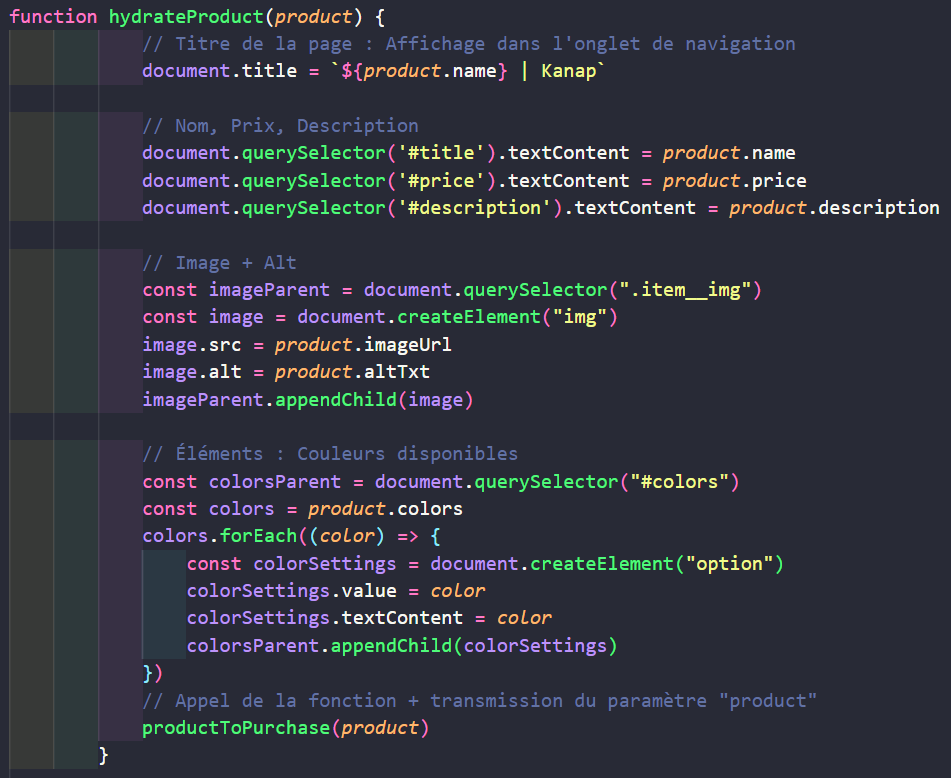 function hydrateProduct(product) {
// Titre de la page : Affichage dans l'onglet de navigation
document.title = `${product.name} | Kanap`
// Nom, Prix, Description
document.querySelector('#title').textContent = product.name
document.querySelector('#price').textContent = product.price
document.querySelector('#description').textContent = product.description
// Image + Alt
const imageParent = document.querySelector(".item__img")
const image = document.createElement("img")
image.src = product.imageUrl
image.alt = product.altTxt
imageParent.appendChild(image)
// Éléments : Couleurs disponibles
const colorsParent = document.querySelector("#colors")
const colors = product.colors
colors.forEach((color) => {
const colorSettings = document.createElement("option")
colorSettings.value = color
colorSettings.textContent = color
colorsParent.appendChild(colorSettings)
})
// Appel de la fonction + transmission du paramètre "product"
productToPurchase(product)
}